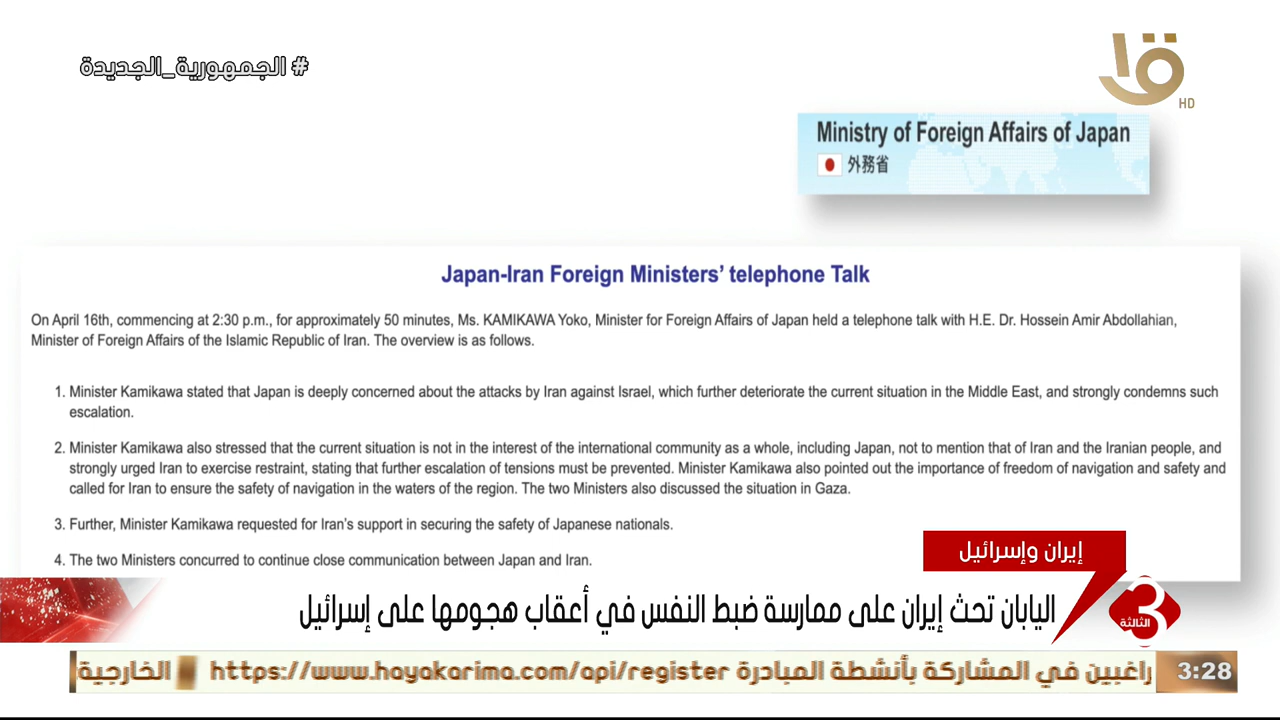 # الجمهورية_الجديدة
HD
Ministry of Foreign Affairs of Japan
外務省
Japan-Iran Foreign Ministers’ telephone Talk
On April 16th, commencing at 2:30 p.m., for approximately 50 minutes, Ms. KAMIKAWA Yoko, Minister for Foreign Affairs of Japan held a telephone talk with H.E. Dr. Hossein Amir Abdollahian,
Minister of Foreign Affairs of the Islamic Republic of Iran. The overview is as follows.
1. Minister Kamikawa stated that Japan is deeply concerned about the attacks by Iran against Israel, which further deteriorate the current situation in the Middle East, and strongly condemns such
escalation.
2. Minister Kamikawa also stressed that the current situation is not in the interest of the international community as a whole, including Japan, not to mention that of Iran and the Iranian people, and
strongly urged Iran to exercise restraint, stating that further escalation of tensions must be prevented. Minister Kamikawa also pointed out the importance of freedom of navigation and safety and
called for Iran to ensure the safety of navigation in the waters of the region. The two Ministers also discussed the situation in Gaza.
3. Further, Minister Kamikawa requested for Iran’s support in securing the safety of Japanese nationals.
4. The two Ministers concurred to continue close communication between Japan and Iran.
إيران وإسرائيل
3 الثالثة
اليابان تحث إيران على ممارسة ضبط النفس في أعقاب هجومها على إسرائيل
3:28
راغبين في المشاركة بأنشطة المبادرة https://www.hayakarima.com/api/register الخارجية